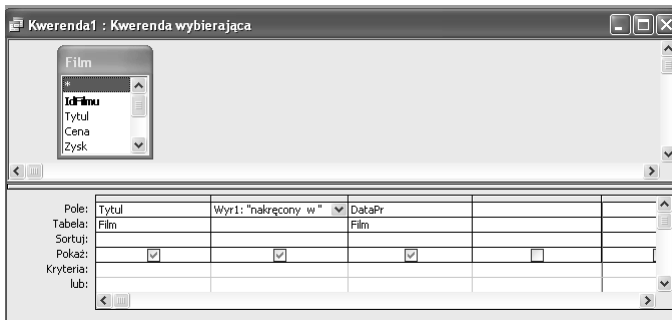 Kwerenda1 : Kwerenda wybierająca
Film
*
IdFilmu
Tytul
Cena
Zysk
Pole: Tytul Wyr1: "nakręcony w " DataPr
Tabela: Film Film
Sortuj:
Pokaż:
Kryteria:
lub: